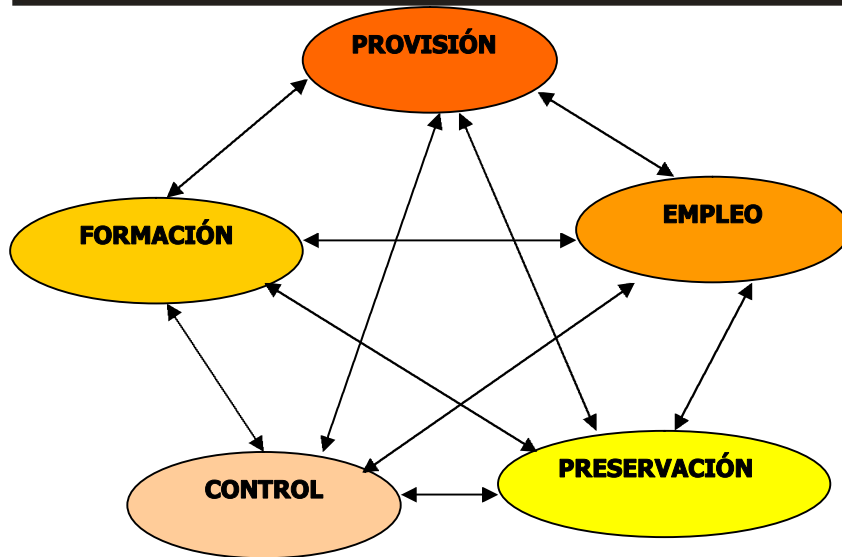 PROVISIÓN
EMPLEO
FORMACIÓN
PRESERVACIÓN
CONTROL